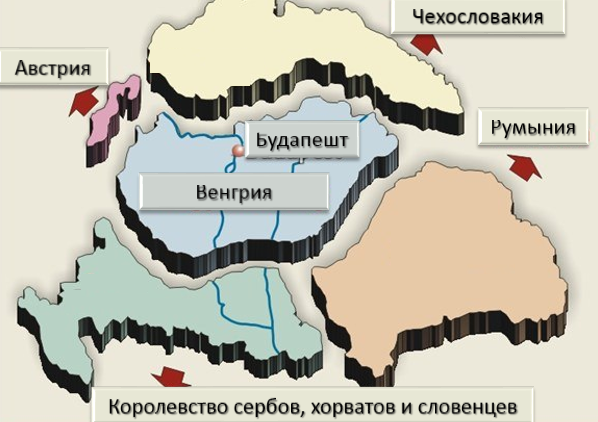 Чехословакия
Австрия
Румыния
Будапешт
Венгрия
Королевство сербов, хорватов и словенцев